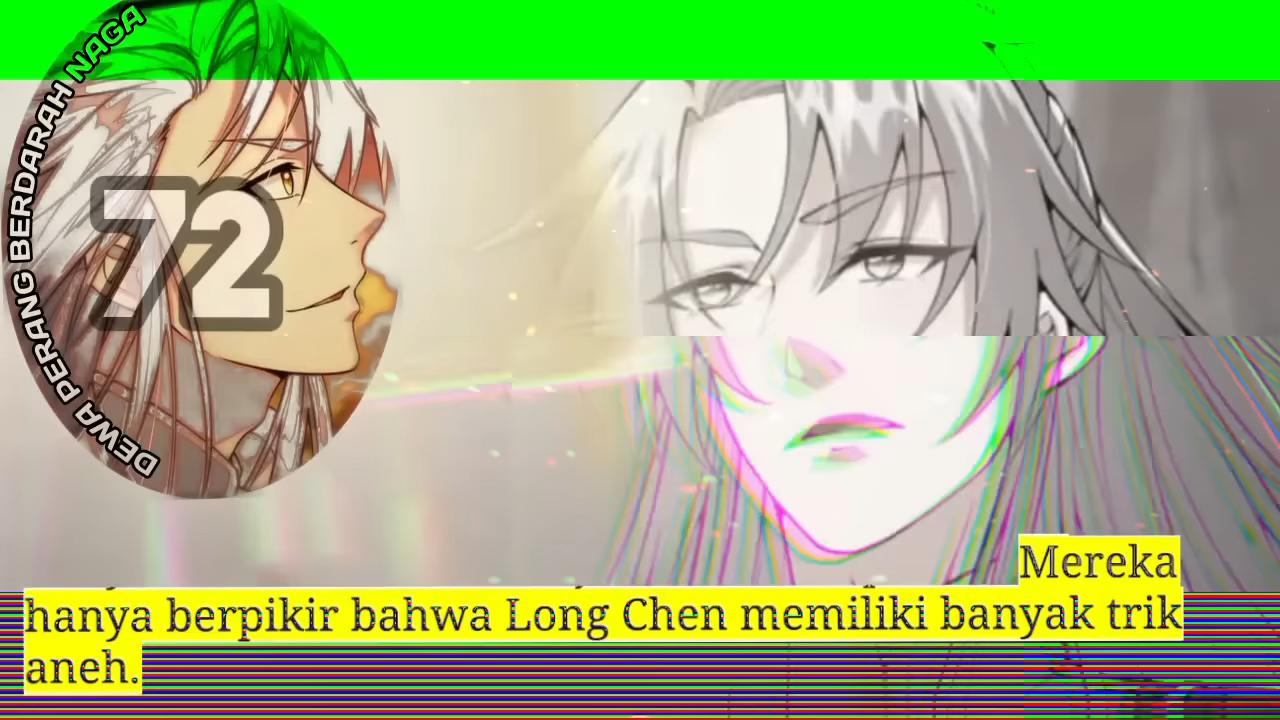 DEWA PERANG BERDARAH NAGA
72
Mereka
hanya berpikir bahwa Long Chen memiliki banyak trik
aneh.